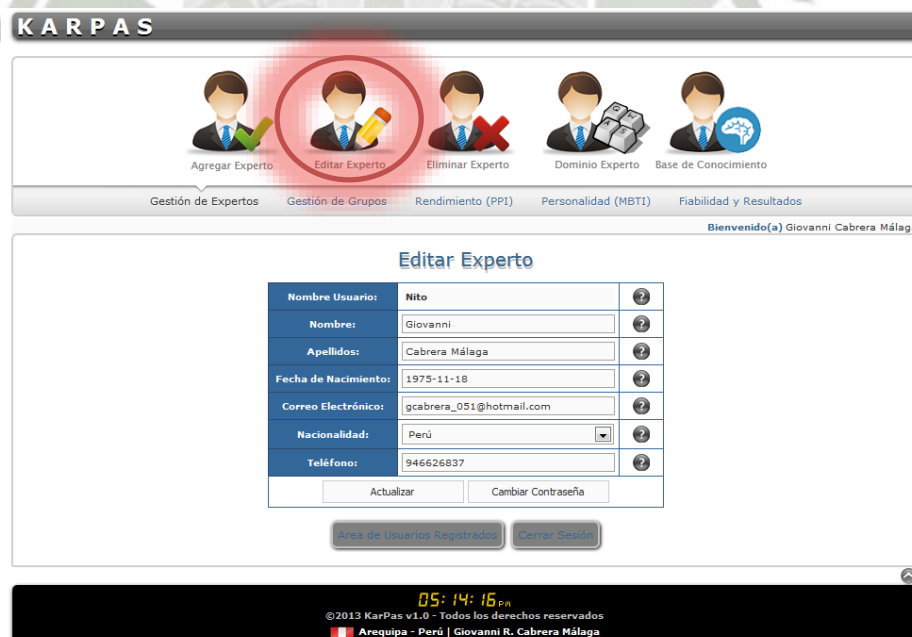 KARPAS
Agregar Experto
Editar Experto
Eliminar Experto
Dominio Experto
Base de Conocimiento
Gestión de Expertos
Gestión de Grupos
Rendimiento (PPI)
Personalidad (MBTI)
Fiabilidad y Resultados
Bienvenido(a) Giovanni Cabrera Málaga
Editar Experto
Nombre Usuario: Nito
Nombre: Giovanni
Apellidos: Cabrera Málaga
Fecha de Nacimiento: 1975-11-18
Correo Electrónico: gcabrera_051@hotmail.com
Nacionalidad: Perú
Teléfono: 946626837
Actualizar
Cambiar Contraseña
Area de Usuarios Registrados
Cerrar Sesión
05:14:16 PM
©2013 KarPas v1.0 - Todos los derechos reservados
Arequipa - Perú | Giovanni R. Cabrera Málaga